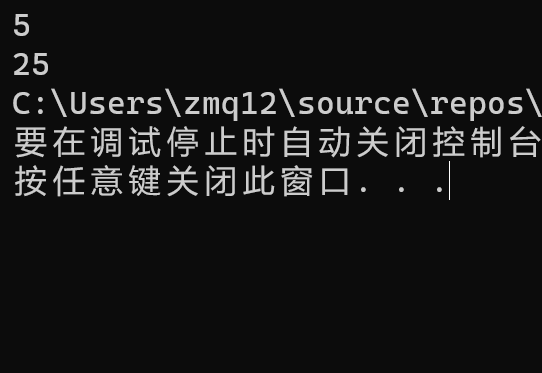 5
25
C:\Users\zmq12\source\repos\
要在调试停止时自动关闭控制台
按任意键关闭此窗口. . .